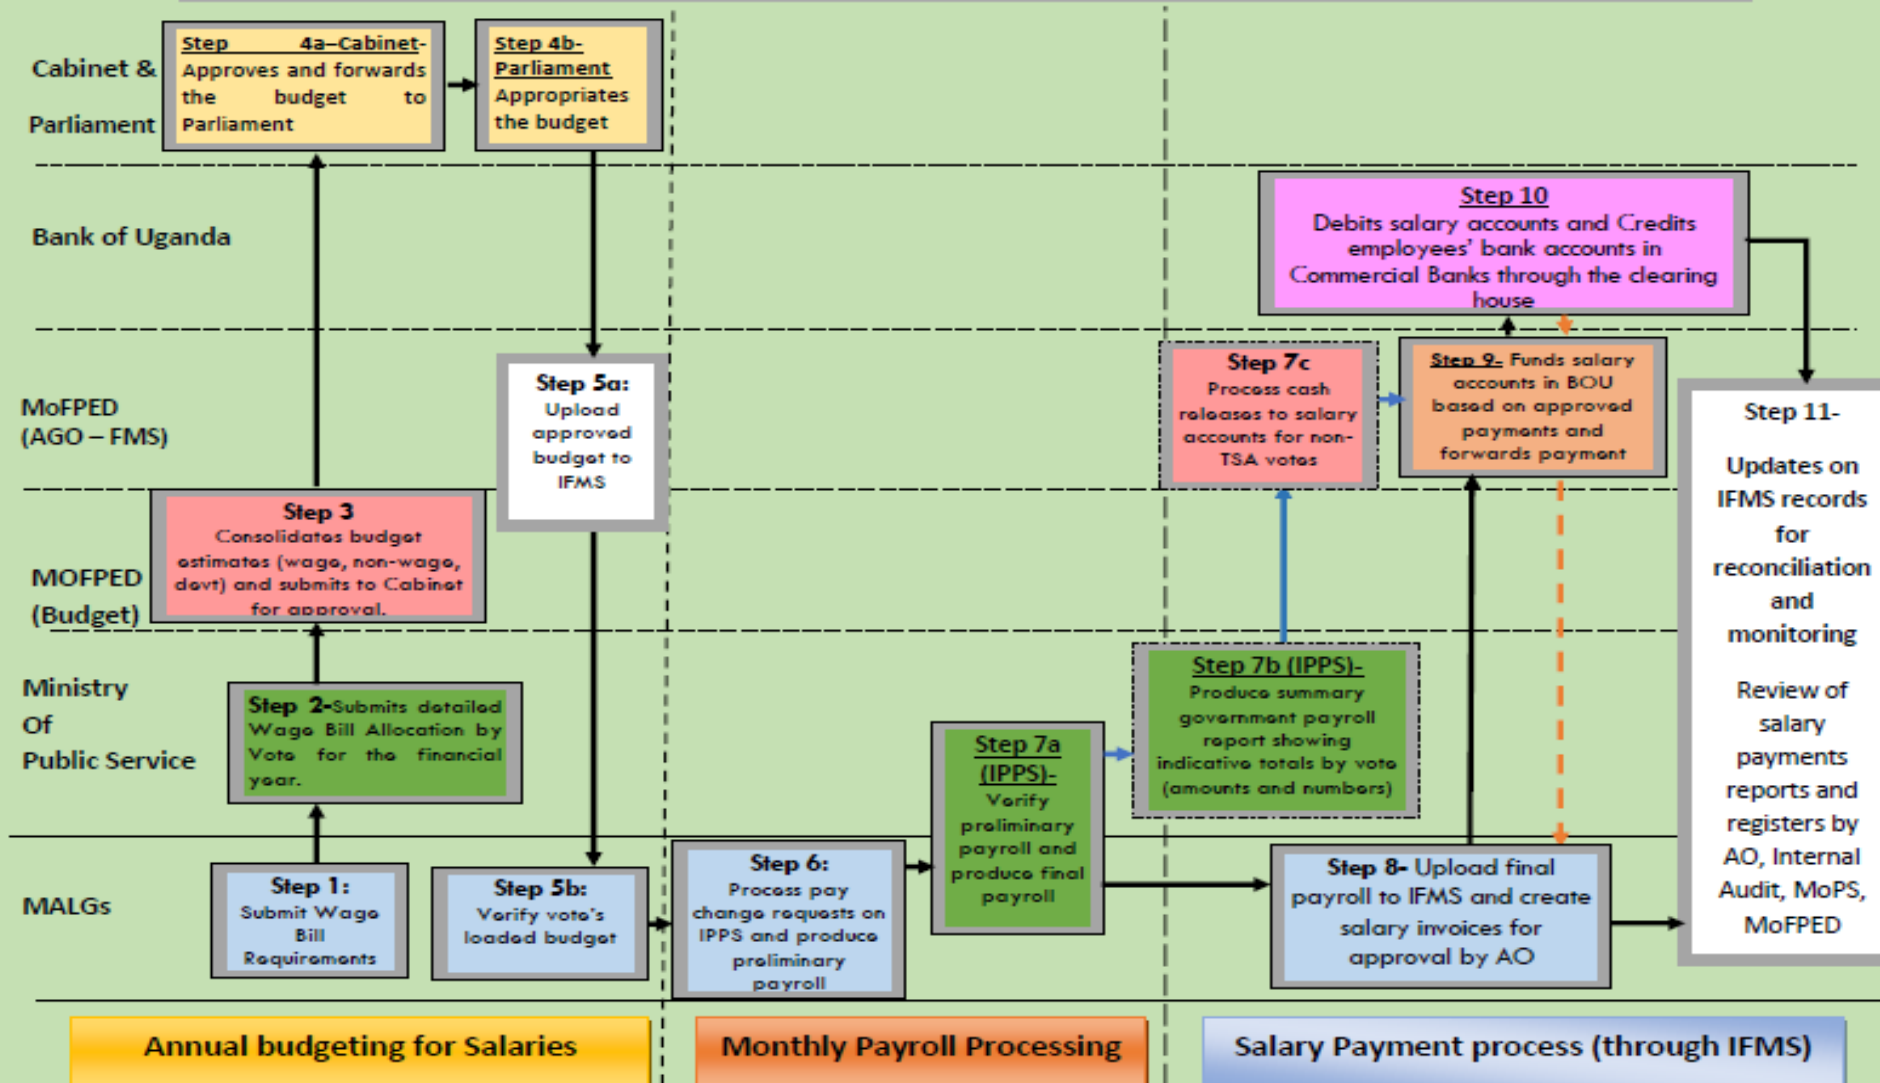 Cabinet &
Parliament
Step 4a–Cabinet-
Approves and forwards
the budget to
Parliament
Step 4b-
Parliament
Appropriates
the budget
Bank of Uganda
Step 10
Debits salary accounts and Credits
employees' bank accounts in
Commercial Banks through the clearing
house
MoFPED
(AGO – FMS)
Step 5a:
Upload
approved
budget to
IFMS
Step 7c
Process cash
releases to salary
accounts for non-
TSA votes
Step 9- Funds salary
accounts in BOU
based on approved
payments and
forwards payment
Step 11-
Updates on
IFMS records
for
reconciliation
and
monitoring
Review of
salary
payments
reports and
registers by
AO, Internal
Audit, MoPS,
MoFPED
MOFPED
(Budget)
Step 3
Consolidates budget
estimates (wage, non-wage,
devt) and submits to Cabinet
for approval.
Ministry
Of
Public Service
Step 2-Submits detailed
Wage Bill Allocation by
Vote for the financial
year.
Step 7a
(IPPS)-
Verify
preliminary
payroll and
produce final
payroll
Step 7b (IPPS)-
Produce summary
government payroll
report showing
indicative totals by vote
(amounts and numbers)
MALGs
Step 1:
Submit Wage
Bill
Requirements
Step 5b:
Verify vote's
loaded budget
Step 6:
Process pay
change requests on
IPPS and produce
preliminary
payroll
Step 8- Upload final
payroll to IFMS and create
salary invoices for
approval by AO
Annual budgeting for Salaries
Monthly Payroll Processing
Salary Payment process (through IFMS)